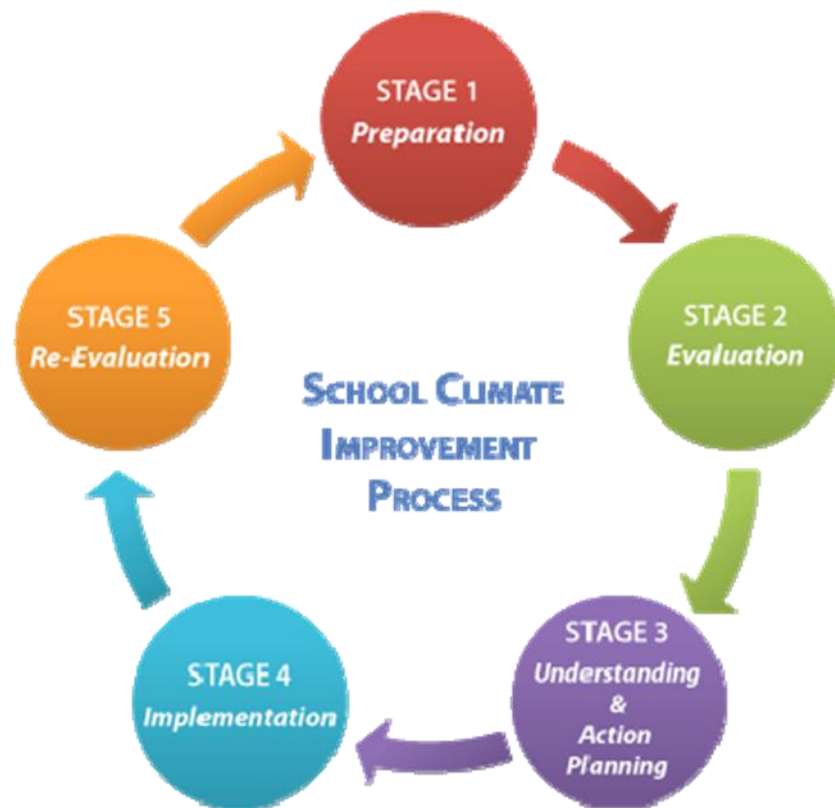 STAGE 1
Preparation
STAGE 2
Evaluation
STAGE 3
Understanding
&
Action
Planning
STAGE 4
Implementation
STAGE 5
Re-Evaluation
SCHOOL CLIMATE
IMPROVEMENT
PROCESS